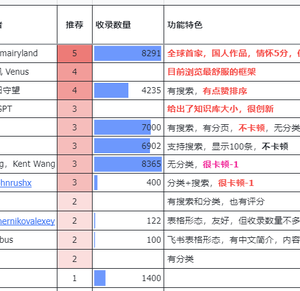 推荐 收录数量 功能特色
mairyland 5 8291 全球首家，国人作品，情怀5分，
Venus 4 目前浏览最舒服的框架
守望 4 4235 有搜索，有点赞排序
PT 3 给出了知识库大小，很创新
3 7000 有搜索，有分页，不卡顿，无分类
3 6902 支持搜索，显示100条，不卡顿
, Kent Wang 3 8365 无分类，很卡顿-1
hnrushx 3 400 分类+搜索，很卡顿-1
2 有搜索和分类，也有评分
hernikovalexey 2 122 表格形态，友好，但收录数量不多
bus 2 100 飞书表格形态，有中文简介，内容
2 有分类
1 1400